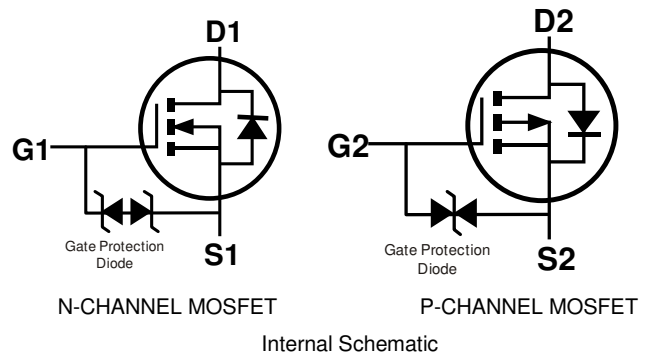 D1
D2
G1
G2
Gate Protection
Diode
S1
Gate Protection
Diode
S2
N-CHANNEL MOSFET
P-CHANNEL MOSFET
Internal Schematic